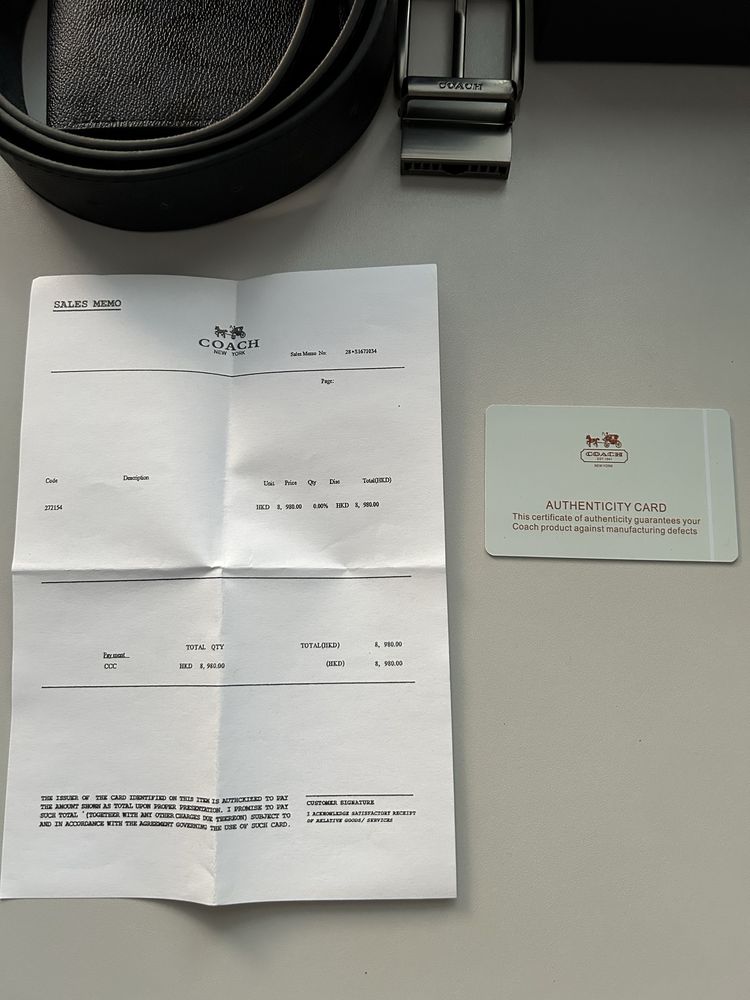 COACH
SALES MEMO
COACH
NEW YORK
Sales Memo No: 28*51671034
Page:
Code Description Unit Price Qty Disc Total(HKD)
272154 HKD 8, 980.00 0.00% HKD 8, 980.00
TOTAL QTY TOTAL(HKD) 8, 980.00
Payment
CCC HKD 8, 980.00 (HKD) 8, 980.00
THE ISSUER OF THE CARD IDENTIFIED ON THIS ITEM IS AUTHCKIZED TO PAY
THE AMOUNT SHOWN AS TOTAL UPON PROPER PRESENTATION. I PROMISE TO PAY
SUCH TOTAL (TOGETHER WITH ANY OTHER CHARGES DUE THEREON) SUBJECT TO
AND IN ACCORDANCE WITH THE AGREEMENT GOVERNING THE USE OF SUCH CARD.
CUSTOMER SIGNATURE
I ACKNOWLEDGE SATISFACTORY RECEIPT
OF RELATIVE GOODS/ SERVICES
COACH
EST. 1941
NEW YORK
AUTHENTICITY CARD
This certificate of authenticity guarantees your
Coach product against manufacturing defects